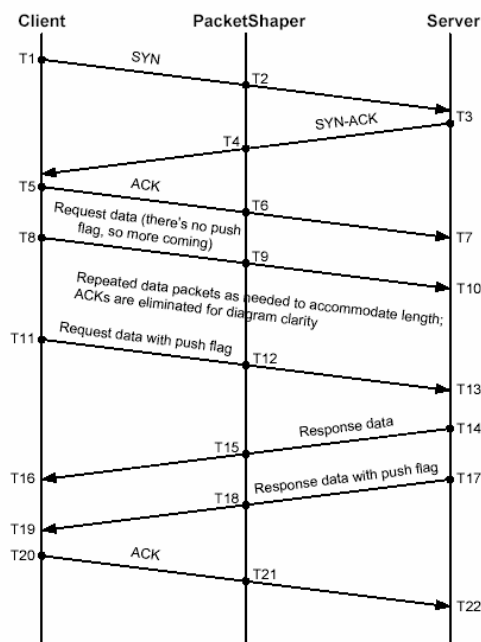 Client PacketShaper Server
T1 SYN
T2
T3
SYN-ACK
T4
T5 ACK
T6
T7
Request data (there's no push
flag, so more coming)
T8
T9
T10
Repeated data packets as needed to accommodate length;
ACKs are eliminated for diagram clarity
T11 Request data with push flag
T12
T13
Response data T14
T15
T16
Response data with push flag T17
T18
T19
T20 ACK
T21
T22